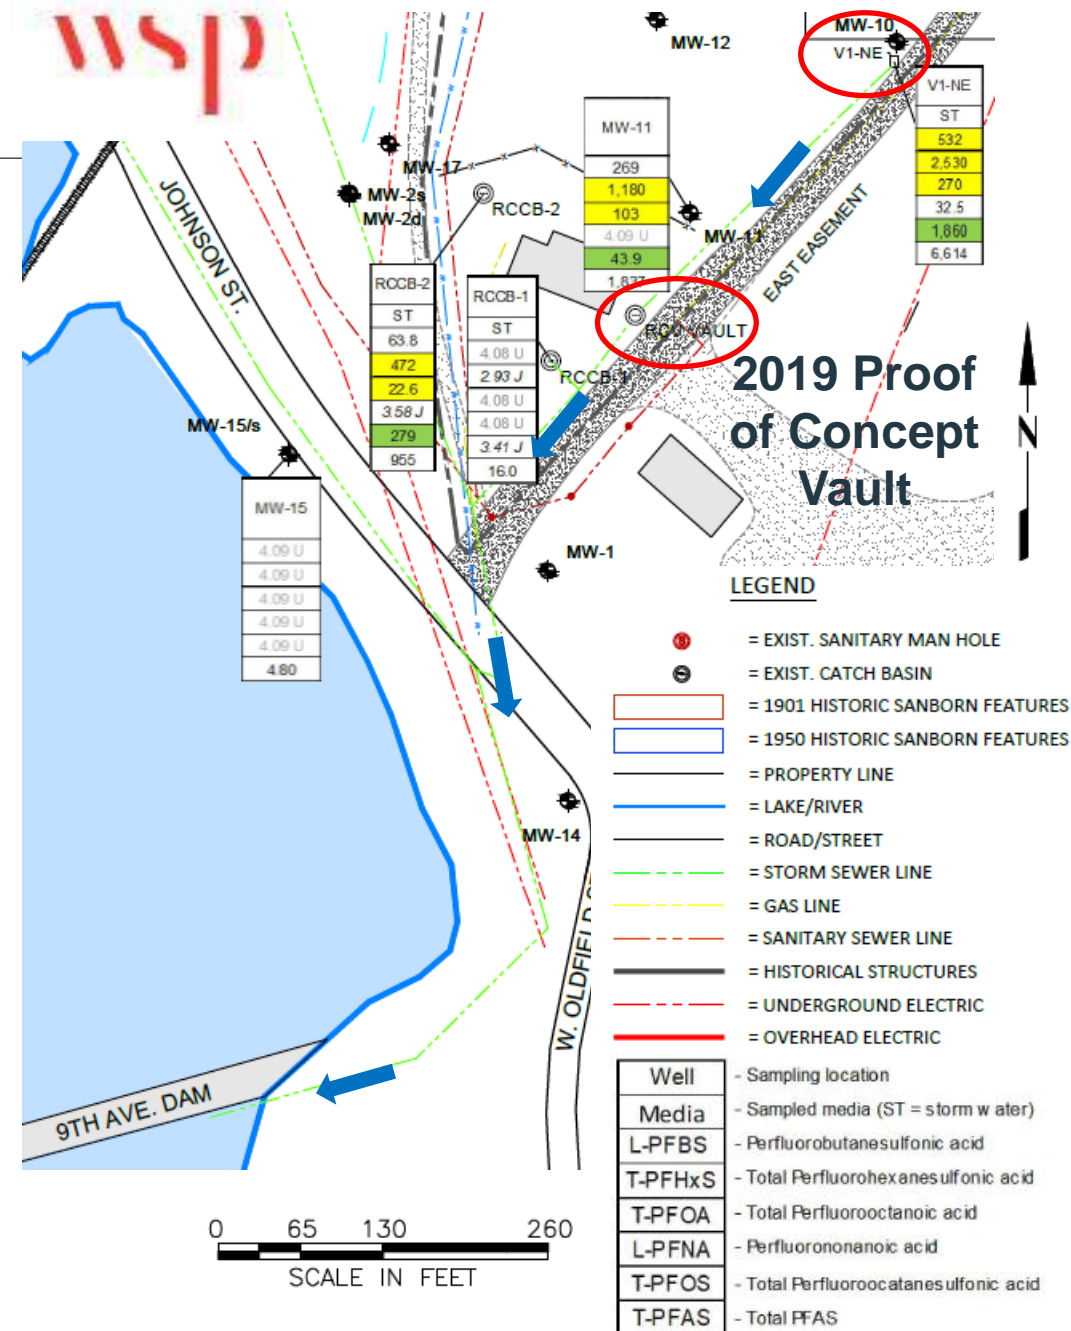 wsp
MW-12
MW-10
V1-NE
V1-NE
ST
532
2,530
270
32.5
1,860
6,614
MW-11
269
1,180
103
4.09 U
43.9
1,837
MW-17
MW-2s
MW-2d
RCCB-2
MW-11
EAST EASEMENT
JOHNSON ST.
RCCB-2
ST
63.8
472
22.6
3.58 J
279
955
RCCB-1
ST
4.08 U
2.93 J
4.08 U
4.08 U
3.41 J
16.0
VAULT
RCCB-1
2019 Proof
of Concept
Vault
N
MW-15/s
MW-15
4.09 U
4.09 U
4.09 U
4.09 U
4.09 U
4.80
MW-1
MW-14
W. OLDFIELD
9TH AVE. DAM
0 65 130 260
SCALE IN FEET
LEGEND
= EXIST. SANITARY MAN HOLE
= EXIST. CATCH BASIN
= 1901 HISTORIC SANBORN FEATURES
= 1950 HISTORIC SANBORN FEATURES
= PROPERTY LINE
= LAKE/RIVER
= ROAD/STREET
= STORM SEWER LINE
= GAS LINE
= SANITARY SEWER LINE
= HISTORICAL STRUCTURES
= UNDERGROUND ELECTRIC
= OVERHEAD ELECTRIC
Well - Sampling location
Media - Sampled media (ST = storm water)
L-PFBS - Perfluorobutanesulfonic acid
T-PFHxS - Total Perfluorohexanesulfonic acid
T-PFOA - Total Perfluorooctanoic acid
L-PFNA - Perfluorononanoic acid
T-PFOS - Total Perfluoroocatanesulfonic acid
T-PFAS - Total PFAS